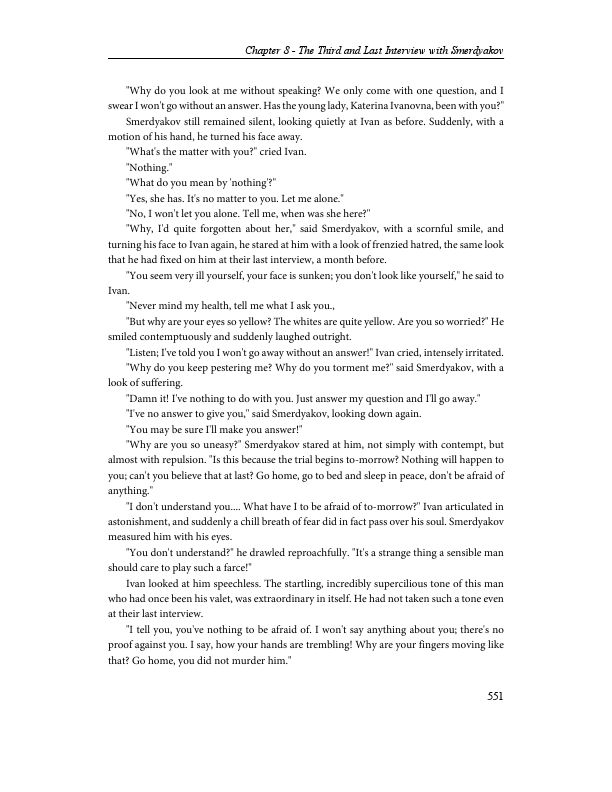 Chapter 8 - The Third and Last Interview with Smerdyakov
"Why do you look at me without speaking? We only come with one question, and I
swear I won't go without an answer. Has the young lady, Katerina Ivanovna, been with you?"
Smerdyakov still remained silent, looking quietly at Ivan as before. Suddenly, with a
motion of his hand, he turned his face away.
"What's the matter with you?" cried Ivan.
"Nothing."
"What do you mean by 'nothing'?"
"Yes, she has. It's no matter to you. Let me alone."
"No, I won't let you alone. Tell me, when was she here?"
"Why, I'd quite forgotten about her," said Smerdyakov, with a scornful smile, and
turning his face to Ivan again, he stared at him with a look of frenzied hatred, the same look
that he had fixed on him at their last interview, a month before.
"You seem very ill yourself, your face is sunken; you don't look like yourself," he said to
Ivan.
"Never mind my health, tell me what I ask you.,
"But why are your eyes so yellow? The whites are quite yellow. Are you so worried?" He
smiled contemptuously and suddenly laughed outright.
"Listen; I've told you I won't go away without an answer!" Ivan cried, intensely irritated.
"Why do you keep pestering me? Why do you torment me?" said Smerdyakov, with a
look of suffering.
"Damn it! I've nothing to do with you. Just answer my question and I'll go away."
"I've no answer to give you," said Smerdyakov, looking down again.
"You may be sure I'll make you answer!"
"Why are you so uneasy?" Smerdyakov stared at him, not simply with contempt, but
almost with repulsion. "Is this because the trial begins to-morrow? Nothing will happen to
you; can't you believe that at last? Go home, go to bed and sleep in peace, don't be afraid of
anything."
"I don't understand you.... What have I to be afraid of to-morrow?" Ivan articulated in
astonishment, and suddenly a chill breath of fear did in fact pass over his soul. Smerdyakov
measured him with his eyes.
"You don't understand?" he drawled reproachfully. "It's a strange thing a sensible man
should care to play such a farce!"
Ivan looked at him speechless. The startling, incredibly supercilious tone of this man
who had once been his valet, was extraordinary in itself. He had not taken such a tone even
at their last interview.
"I tell you, you've nothing to be afraid of. I won't say anything about you; there's no
proof against you. I say, how your hands are trembling! Why are your fingers moving like
that? Go home, you did not murder him."
551